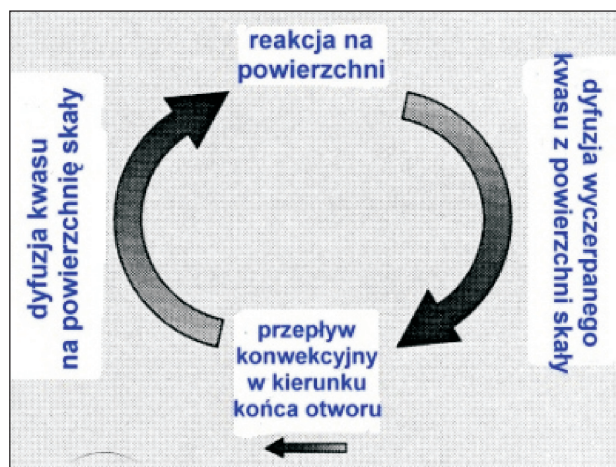 reakcja na
powierzchni
dyfuzja wyczerpanego
kwasu z powierzchni skały
przepływ
konwekcyjny
w kierunku
końca otworu
dyfuzja kwasu
na powierzchnię skały